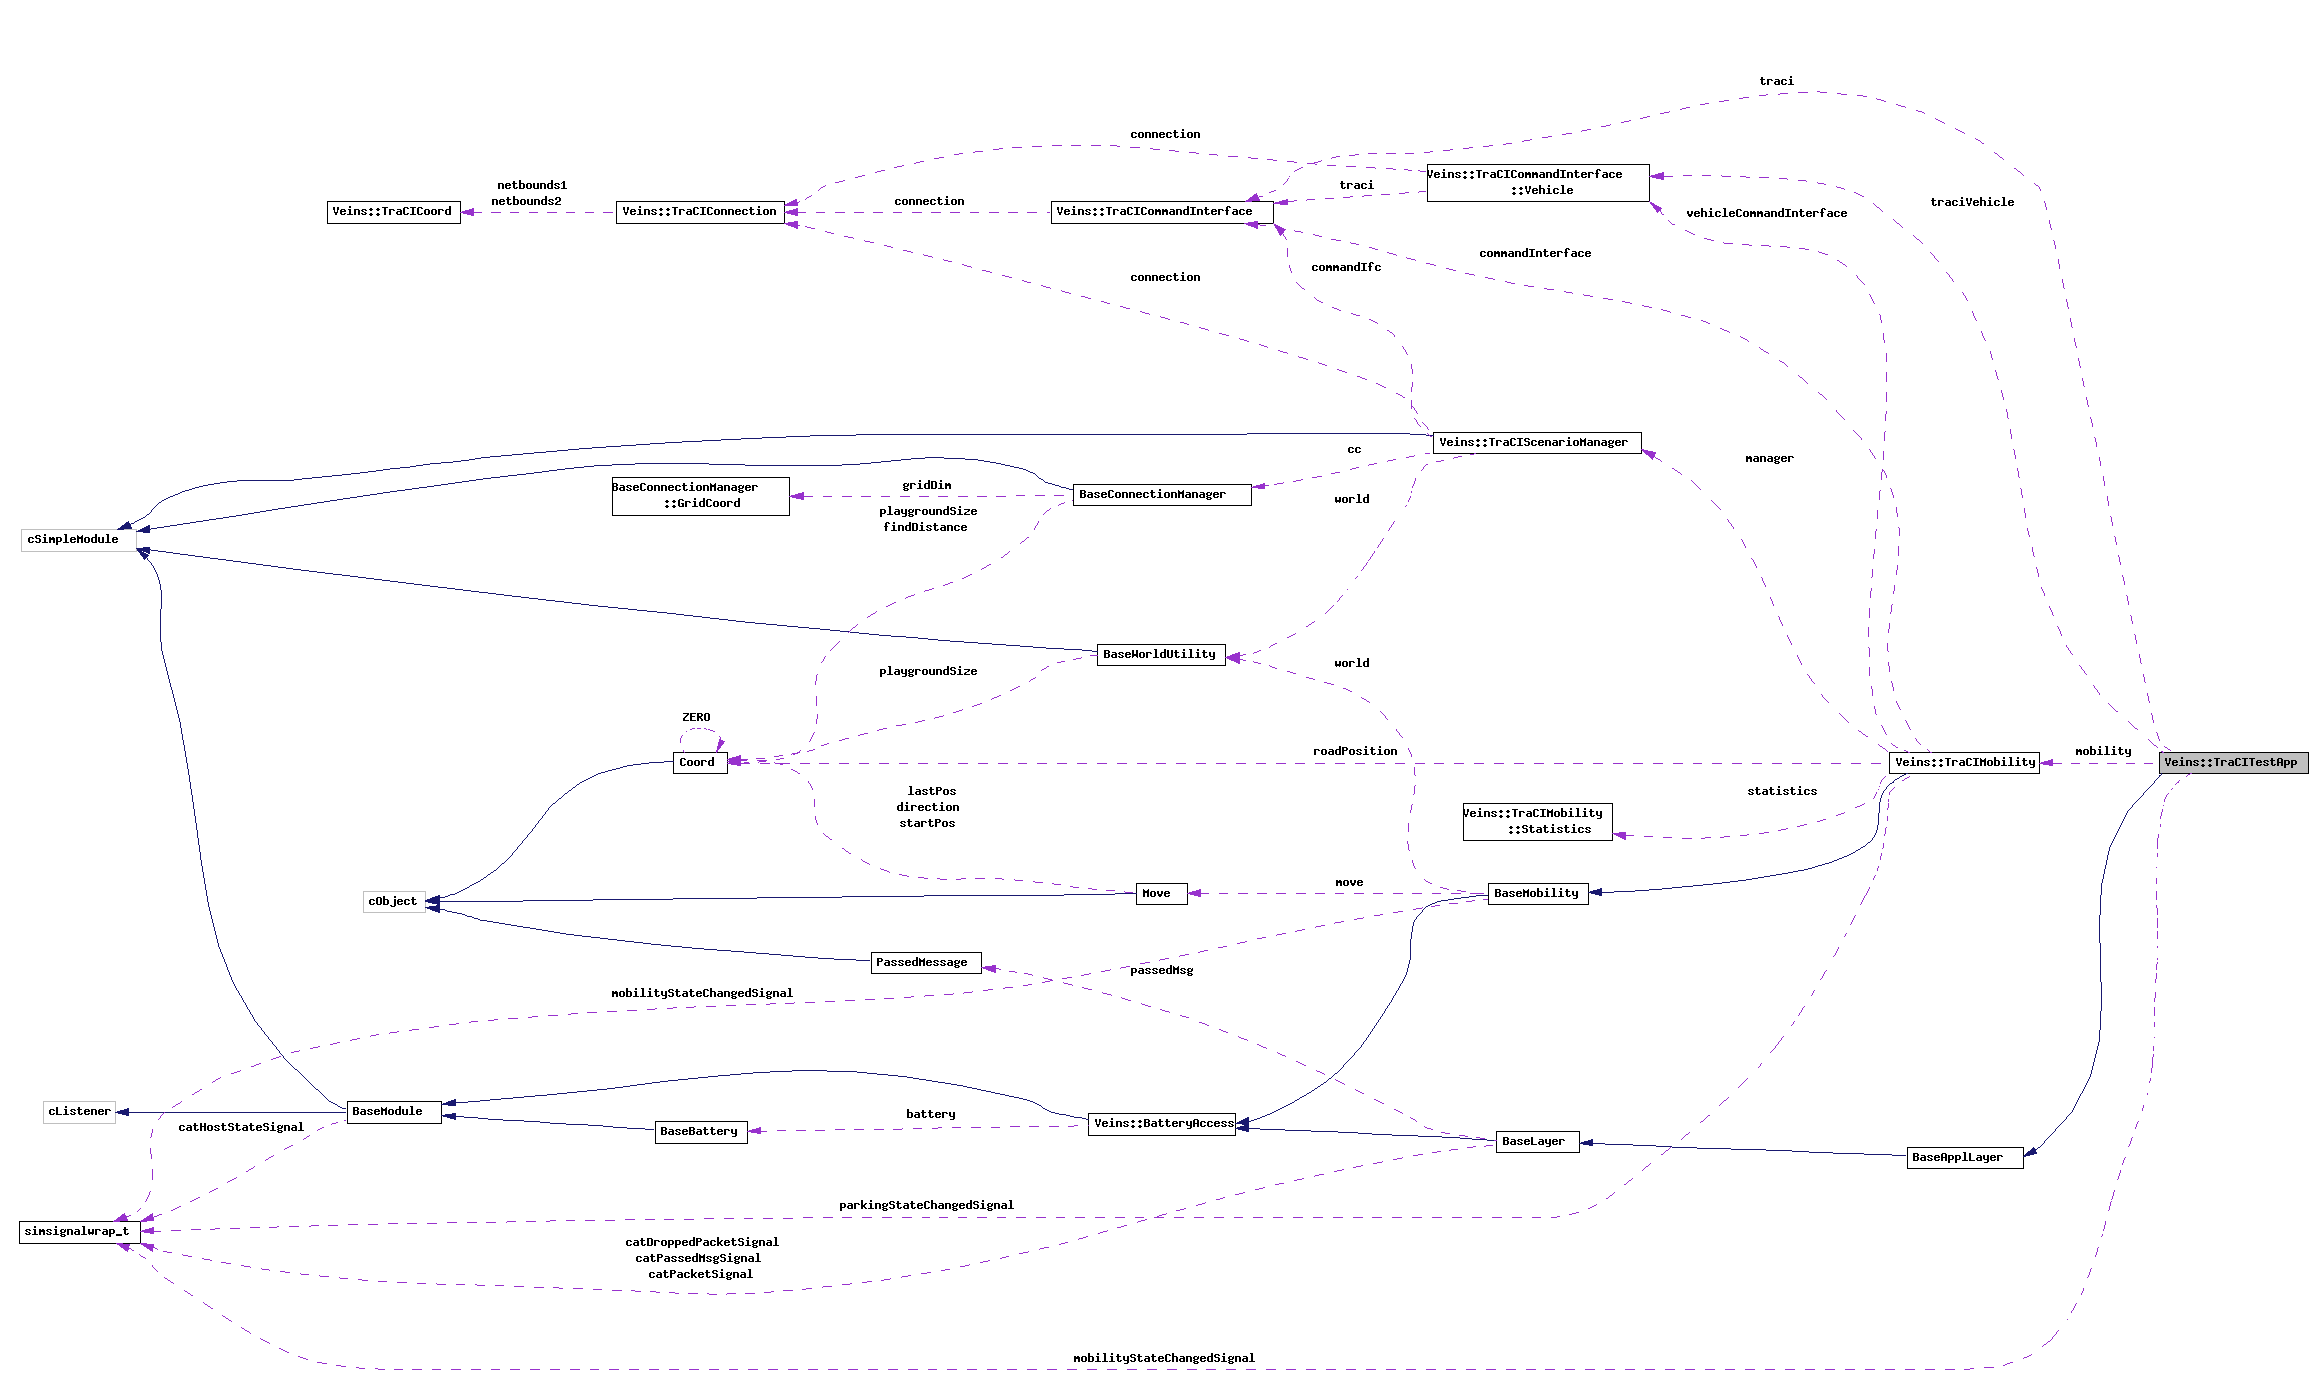 traci
connection
Veins::TraCICommandInterface
::Vehicle
netbounds1
netbounds2
traci
connection
traciVehicle
vehicleCommandInterface
Veins::TraCICoord
Veins::TraCIConnection
Veins::TraCICommandInterface
commandInterface
commandIfc
connection
Veins::TraCIScenarioManager
cc
manager
BaseConnectionManager
::GridCoord
gridDim
BaseConnectionManager
world
playgroundSize
findDistance
cSimpleModule
BaseWorldUtility
world
playgroundSize
ZERO
Coord
roadPosition
Veins::TraCIMobility
mobility
Veins::TraCITestApp
lastPos
direction
startPos
statistics
Veins::TraCIMobility
::Statistics
cObject
Move
move
BaseMobility
PassedMessage
passedMsg
mobilityStateChangedSignal
cListener
BaseModule
catHostStateSignal
BaseBattery
battery
Veins::BatteryAccess
BaseLayer
BaseApplLayer
parkingStateChangedSignal
simsignalwrap_t
catDroppedPacketSignal
catPassedMsgSignal
catPacketSignal
mobilityStateChangedSignal